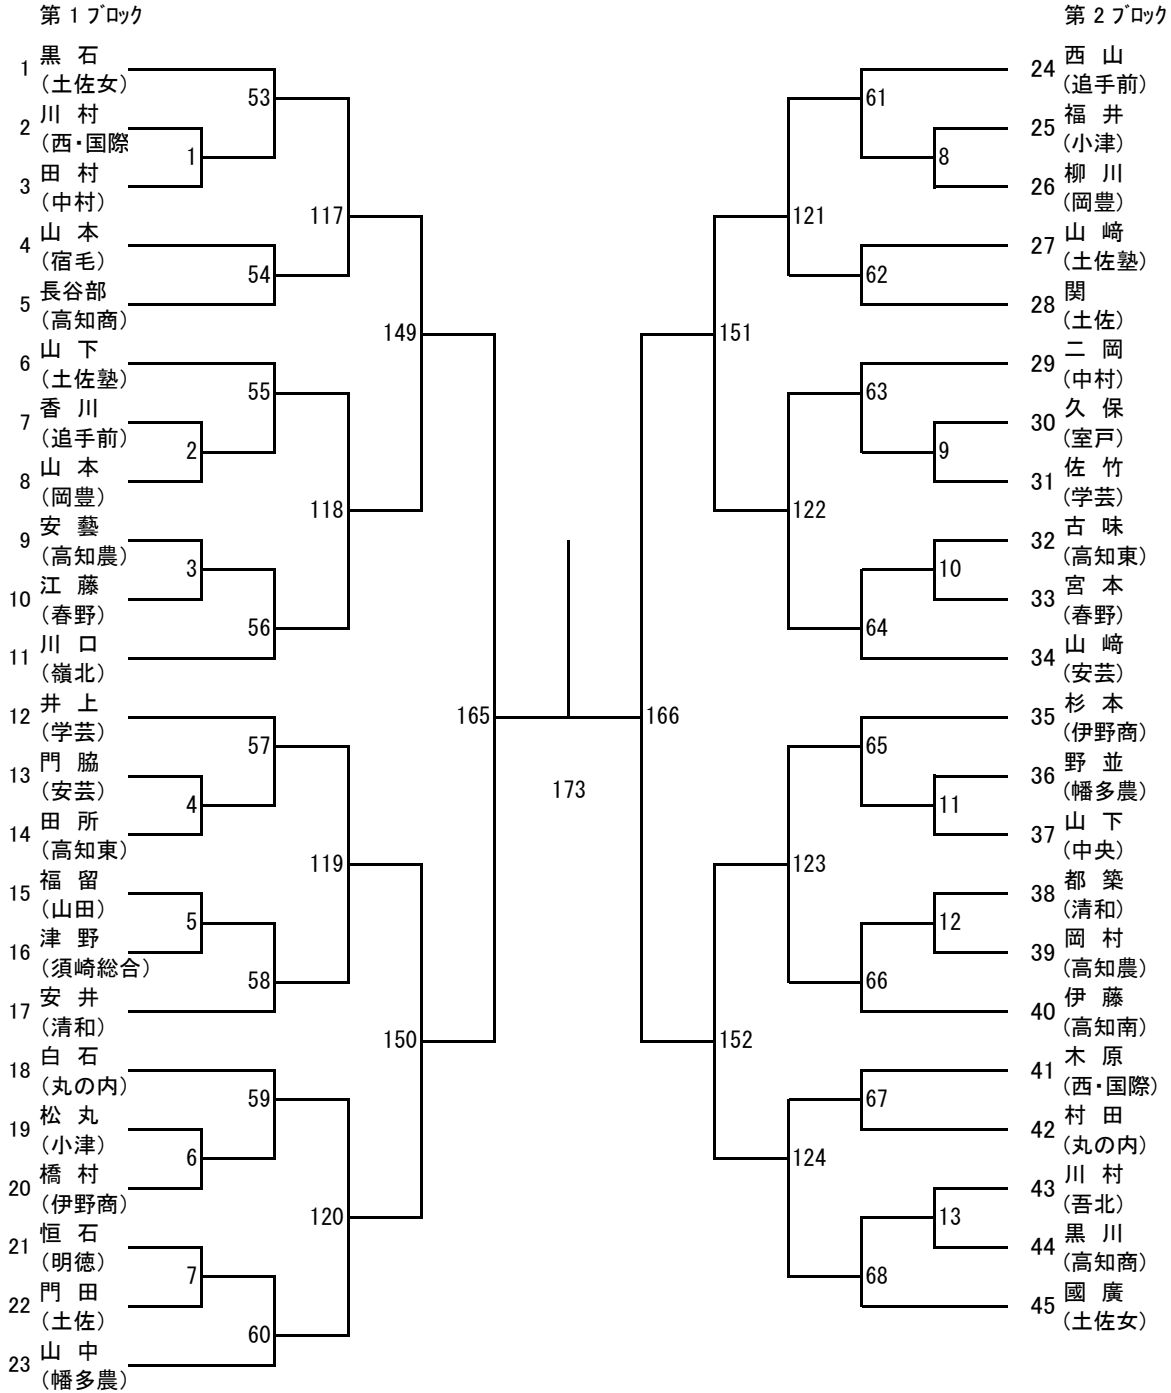 第１ブロック
1 黒 石
(土佐女)
2 川 村
(西・国際
3 田 村
(中村)
4 山 本
(宿毛)
5 長谷部
(高知商)
6 山 下
(土佐塾)
7 香 川
(追手前)
8 山 本
(岡豊)
9 安 藝
(高知農)
10 江 藤
(春野)
11 川 口
(嶺北)
12 井 上
(学芸)
13 門 脇
(安芸)
14 田 所
(高知東)
15 福 留
(山田)
16 津 野
(須崎総合)
17 安 井
(清和)
18 白 石
(丸の内)
19 松 丸
(小津)
20 橋 村
(伊野商)
21 恒 石
(明徳)
22 門 田
(土佐)
23 山 中
(幡多農)
1
2
3
4
5
6
7
53
54
55
56
57
58
59
60
117
118
119
120
149
150
165
173
166
151
152
121
122
123
124
61
62
63
64
65
66
67
68
8
9
10
11
12
13
第２ブロック
24 西 山
(追手前)
25 福 井
(小津)
26 柳 川
(岡豊)
27 山 﨑
(土佐塾)
28 関
(土佐)
29 二 岡
(中村)
30 久 保
(室戸)
31 佐 竹
(学芸)
32 古 味
(高知東)
33 宮 本
(春野)
34 山 﨑
(安芸)
35 杉 本
(伊野商)
36 野 並
(幡多農)
37 山 下
(中央)
38 都 築
(清和)
39 岡 村
(高知農)
40 伊 藤
(高知南)
41 木 原
(西・国際)
42 村 田
(丸の内)
43 川 村
(吾北)
44 黒 川
(高知商)
45 國 廣
(土佐女)